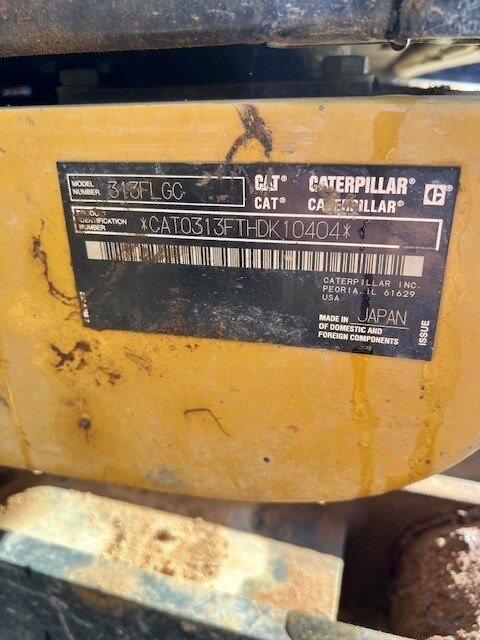 MODEL NUMBER 313FLGC
CAT® CATERPILLAR®
CAT® CATERPILLAR®
PRODUCT IDENTIFICATION NUMBER *CAT0313FTHDK10404*
CATERPILLAR INC.
PEORIA, IL 61629
USA
MADE IN JAPAN
OF DOMESTIC AND
FOREIGN COMPONENTS
ISSUE